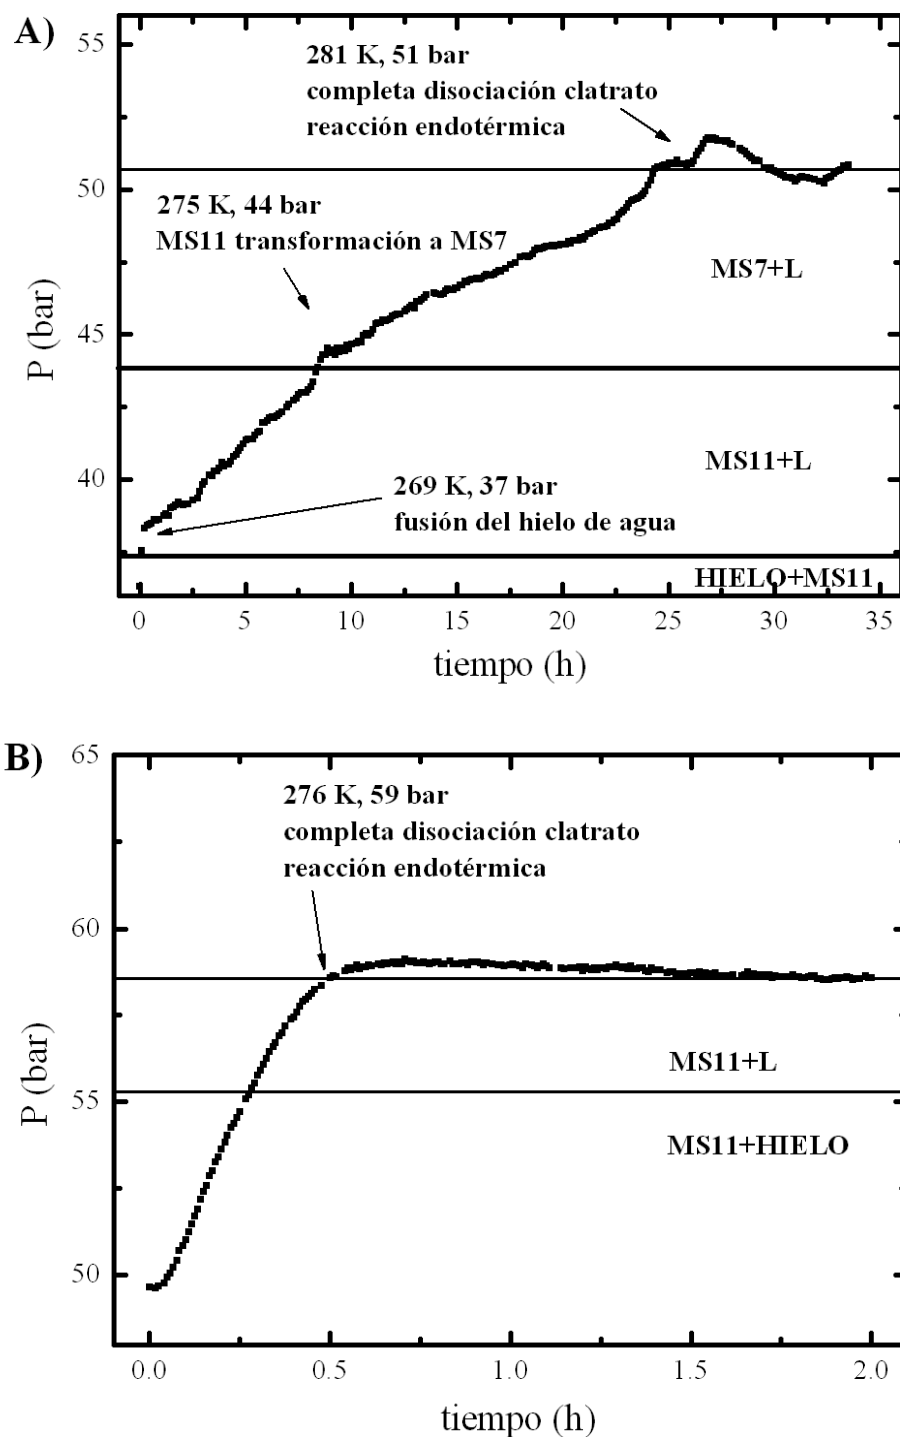 A)
55
50
45
40
P (bar)
281 K, 51 bar
completa disociación clatrato
reacción endotérmica
275 K, 44 bar
MS11 transformación a MS7
MS7+L
MS11+L
269 K, 37 bar
fusión del hielo de agua
HIELO+MS11
0 5 10 15 20 25 30 35
tiempo (h)
B)
65
60
55
50
P (bar)
276 K, 59 bar
completa disociación clatrato
reacción endotérmica
MS11+L
MS11+HIELO
0.0 0.5 1.0 1.5 2.0
tiempo (h)